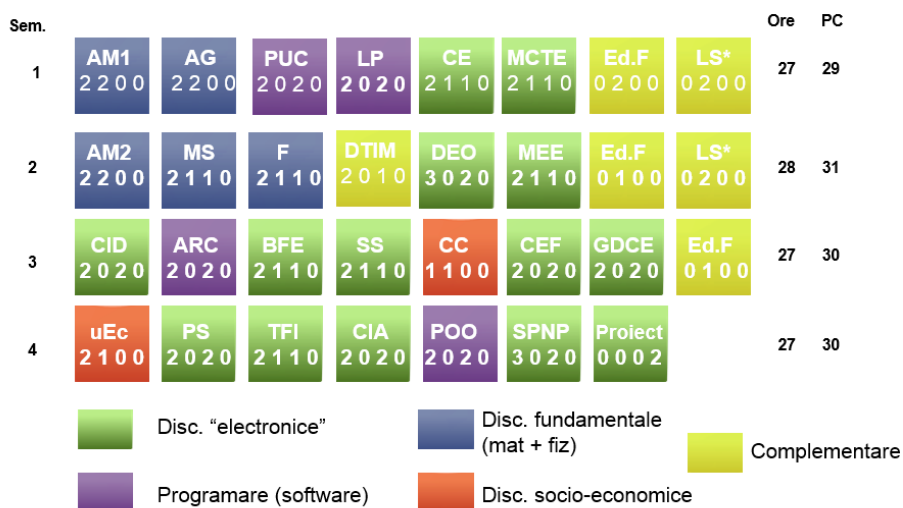 Sem. Ore PC
AM1 AG PUC LP CE MCTE Ed.F LS*
1 2 2 0 0 2 2 0 0 2 0 2 0 2 0 2 0 2 1 1 0 2 1 1 0 0 2 0 0 0 2 0 0 27 29
AM2 MS F DTIM DEO MEE Ed.F LS*
2 2 2 0 0 2 1 1 0 2 1 1 0 2 0 1 0 3 0 2 0 2 1 1 0 0 1 0 0 0 2 0 0 28 31
CID ARC BFE SS CC CEF GDCE Ed.F
3 2 0 2 0 2 0 2 0 2 1 1 0 2 1 1 0 1 1 0 0 2 0 2 0 2 0 2 0 0 1 0 0 27 30
uEc PS TFI CIA POO SPNP Proiect
4 2 1 0 0 2 0 2 0 2 1 1 0 2 0 2 0 2 0 2 0 3 0 2 0 0 0 0 2 27 30
Disc. "electronice" Disc. fundamentale
(mat + fiz) Complementare
Programare (software) Disc. socio-economice